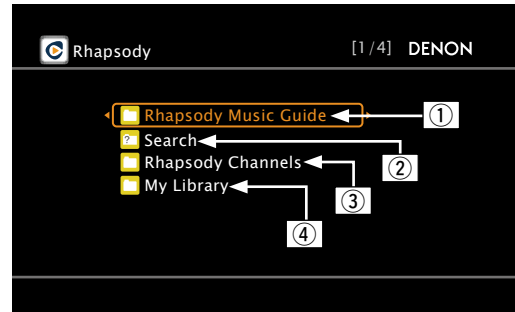 Rhapsody [1/4] DENON
Rhapsody Music Guide ①
? Search ②
Rhapsody Channels ③
My Library ④